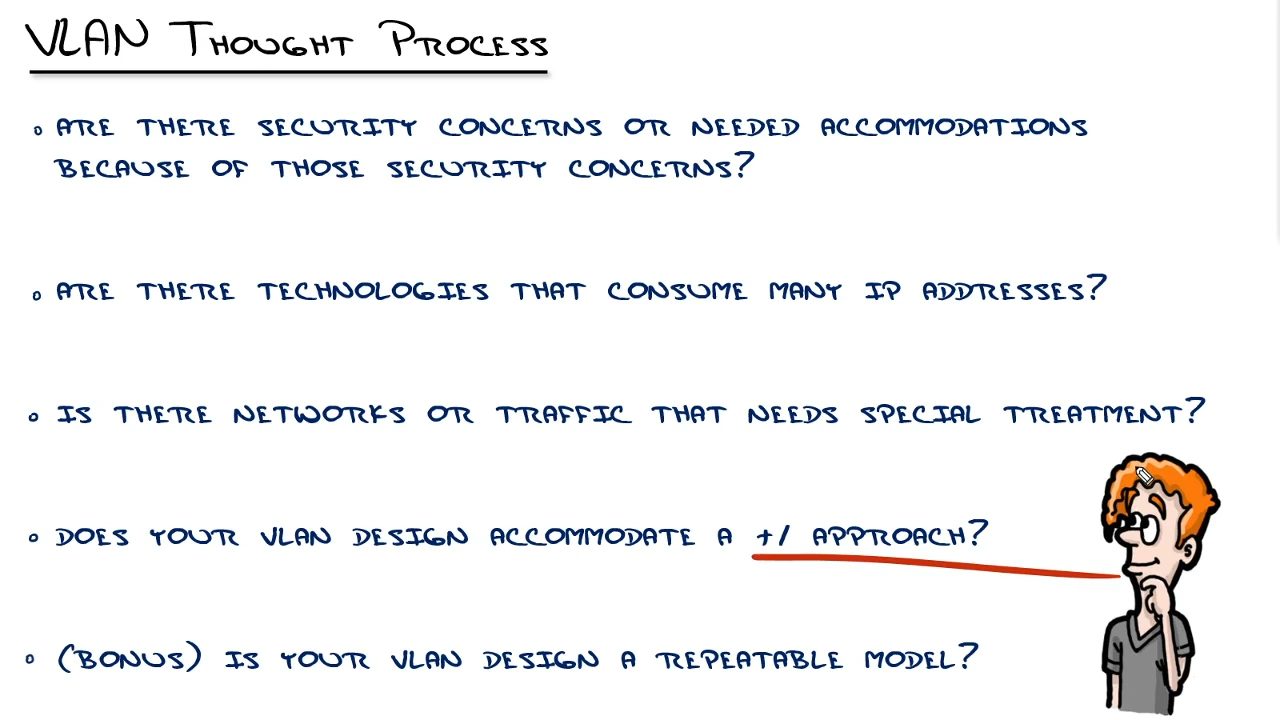 VLAN THOUGHT PROCESS
ARE THERE SECURITY CONCERNS OR NEEDED ACCOMMODATIONS
BECAUSE OF THOSE SECURITY CONCERNS?
ARE THERE TECHNOLOGIES THAT CONSUME MANY IP ADDRESSES?
IS THERE NETWORKS OR TRAFFIC THAT NEEDS SPECIAL TREATMENT?
DOES YOUR VLAN DESIGN ACCOMMODATE A +/ APPROACH?
(BONUS) IS YOUR VLAN DESIGN A REPEATABLE MODEL?